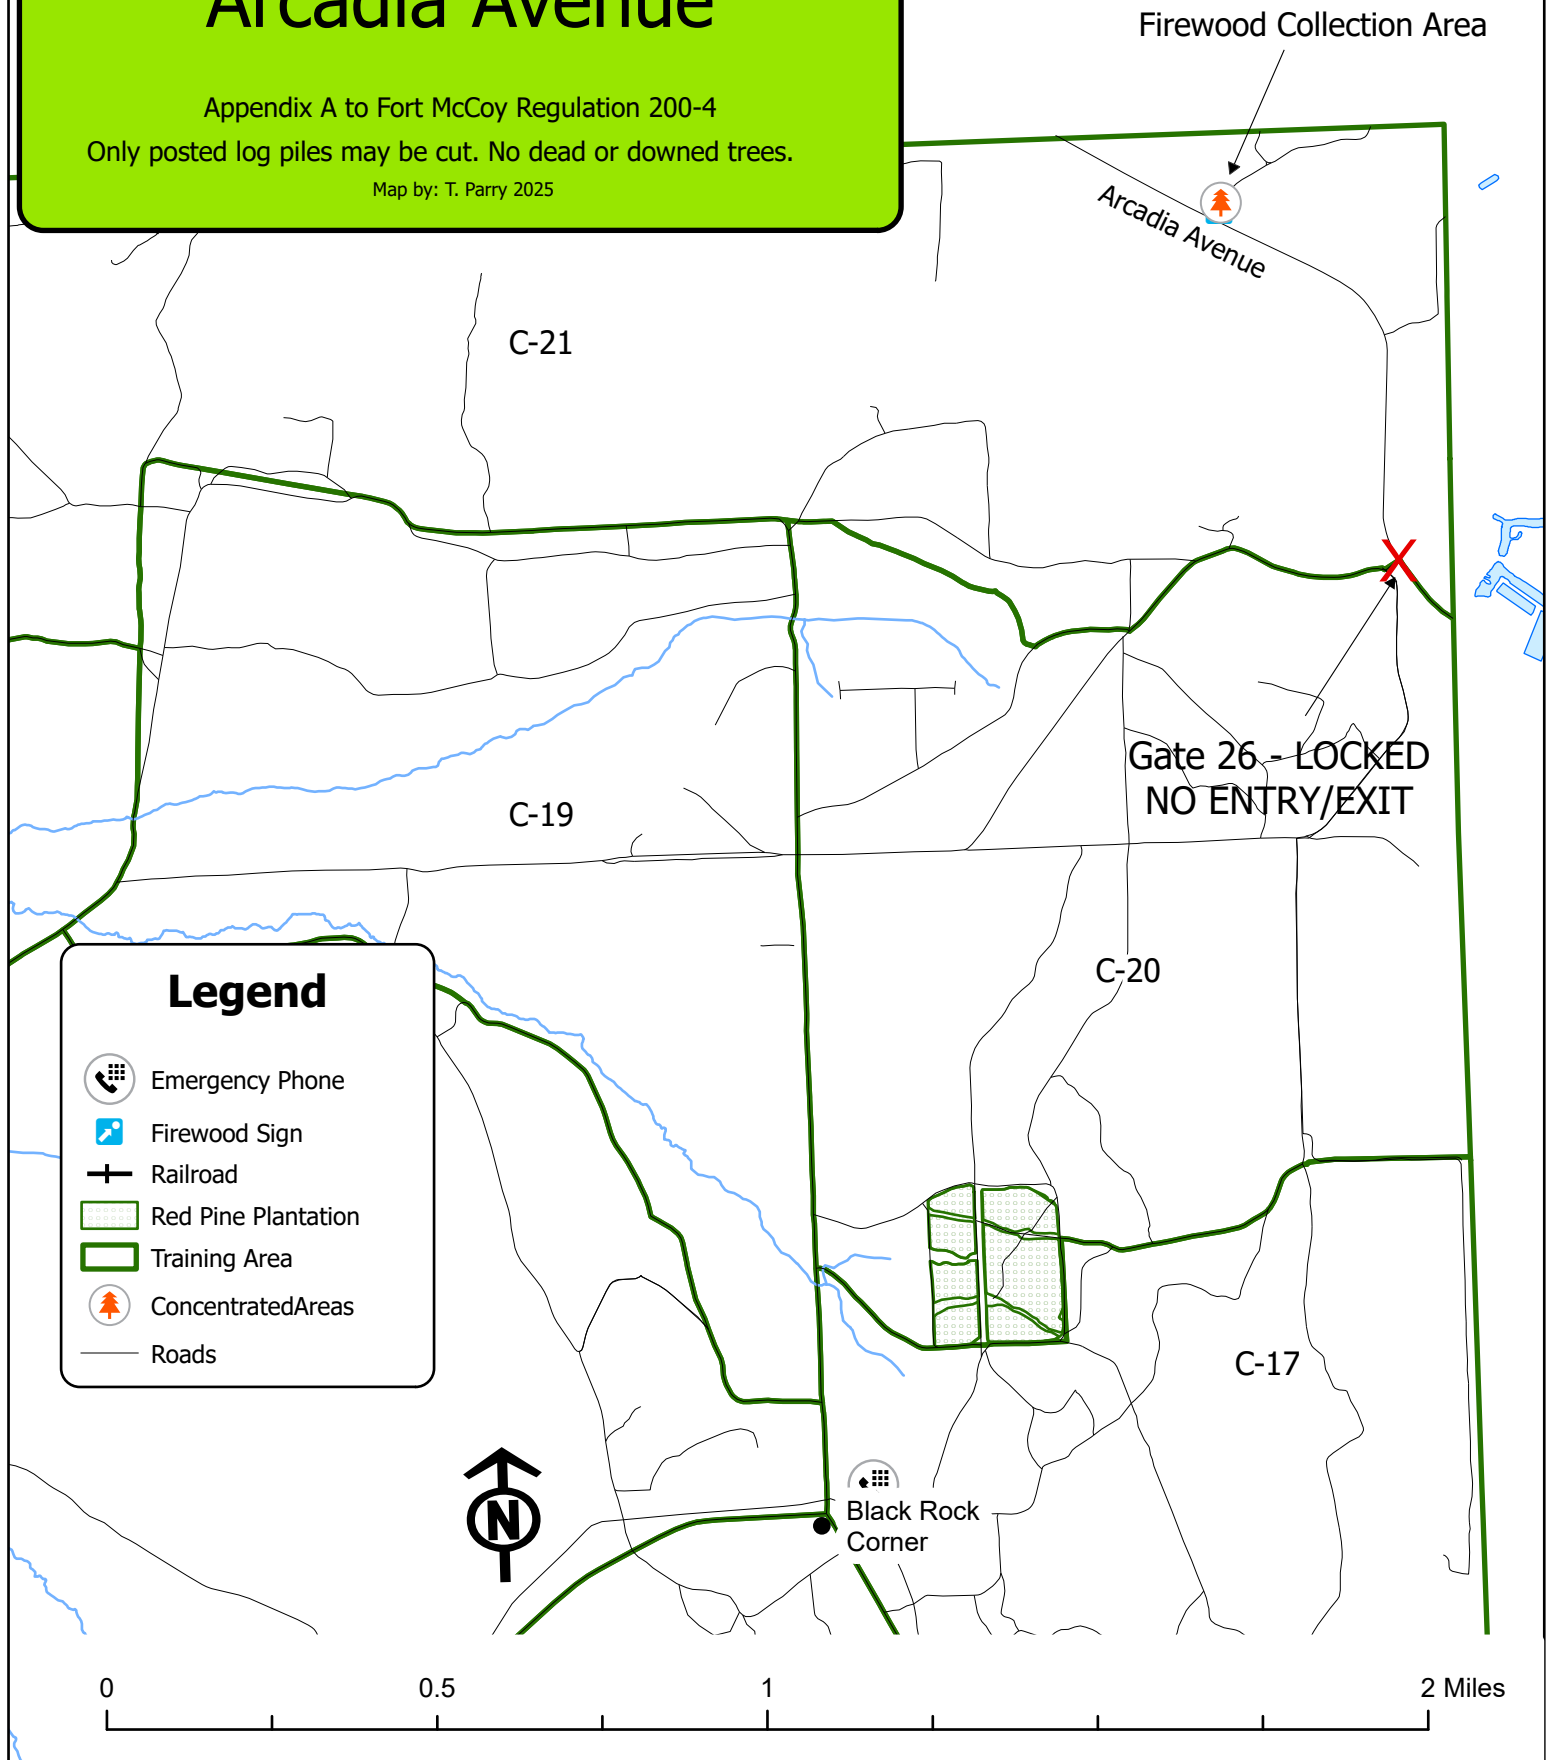 Arcadia Avenue
Appendix A to Fort McCoy Regulation 200-4
Only posted log piles may be cut. No dead or downed trees.
Map by: T. Parry 2025
Firewood Collection Area
Arcadia Avenue
C-21
Gate 26 - LOCKED
NO ENTRY/EXIT
C-19
C-20
Legend
Emergency Phone
Firewood Sign
Railroad
Red Pine Plantation
Training Area
ConcentratedAreas
Roads
C-17
N
Black Rock
Corner
0 0.5 1 2 Miles